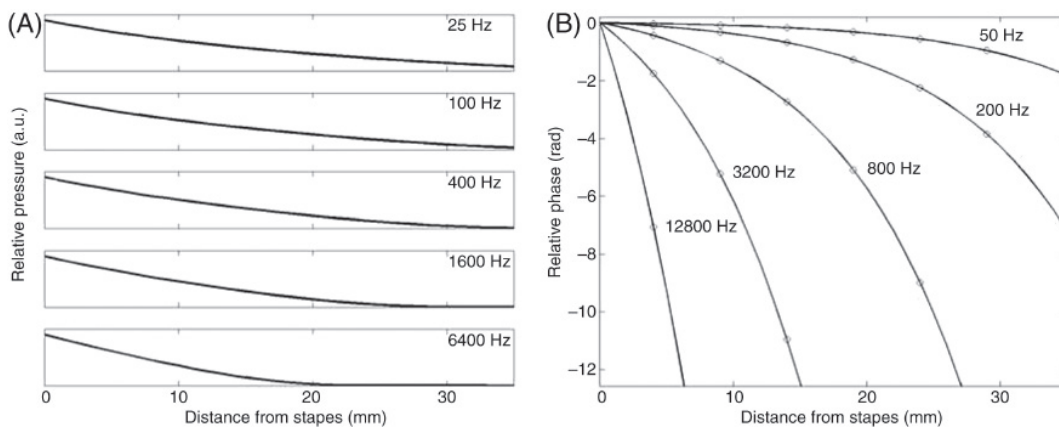 (A)
25 Hz
100 Hz
400 Hz
1600 Hz
6400 Hz
Relative pressure (a.u.)
0
10
20
30
Distance from stapes (mm)
(B)
0
−2
−4
−6
−8
−10
−12
Relative phase (rad)
50 Hz
200 Hz
800 Hz
3200 Hz
12800 Hz
0
10
20
30
Distance from stapes (mm)